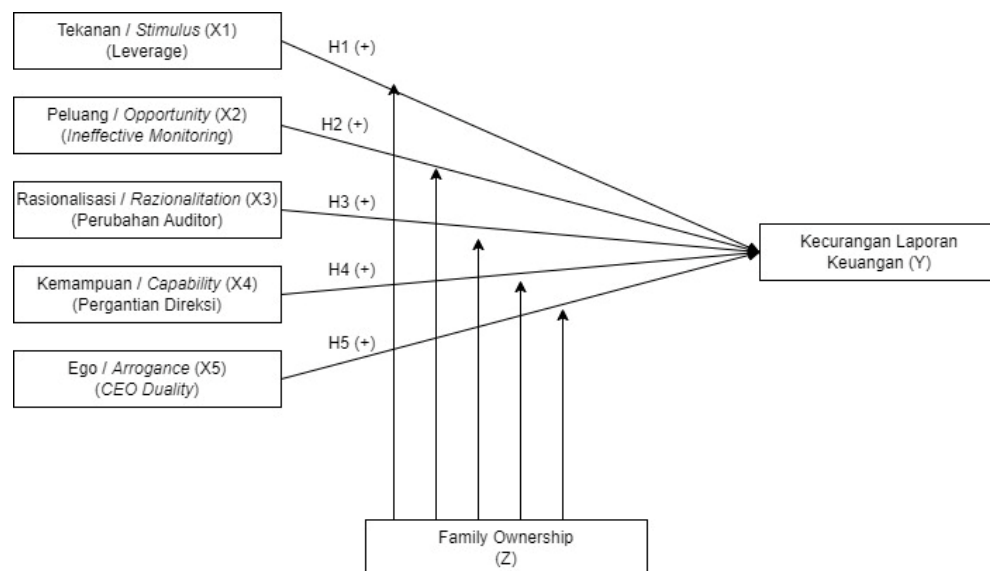 Tekanan / Stimulus (X1)
(Leverage)
H1 (+)
Peluang / Opportunity (X2)
(Ineffective Monitoring)
H2 (+)
Rasionalisasi / Razionalitation (X3)
(Perubahan Auditor)
H3 (+)
Kemampuan / Capability (X4)
(Pergantian Direksi)
H4 (+)
Ego / Arrogance (X5)
(CEO Duality)
H5 (+)
Kecurangan Laporan
Keuangan (Y)
Family Ownership
(Z)